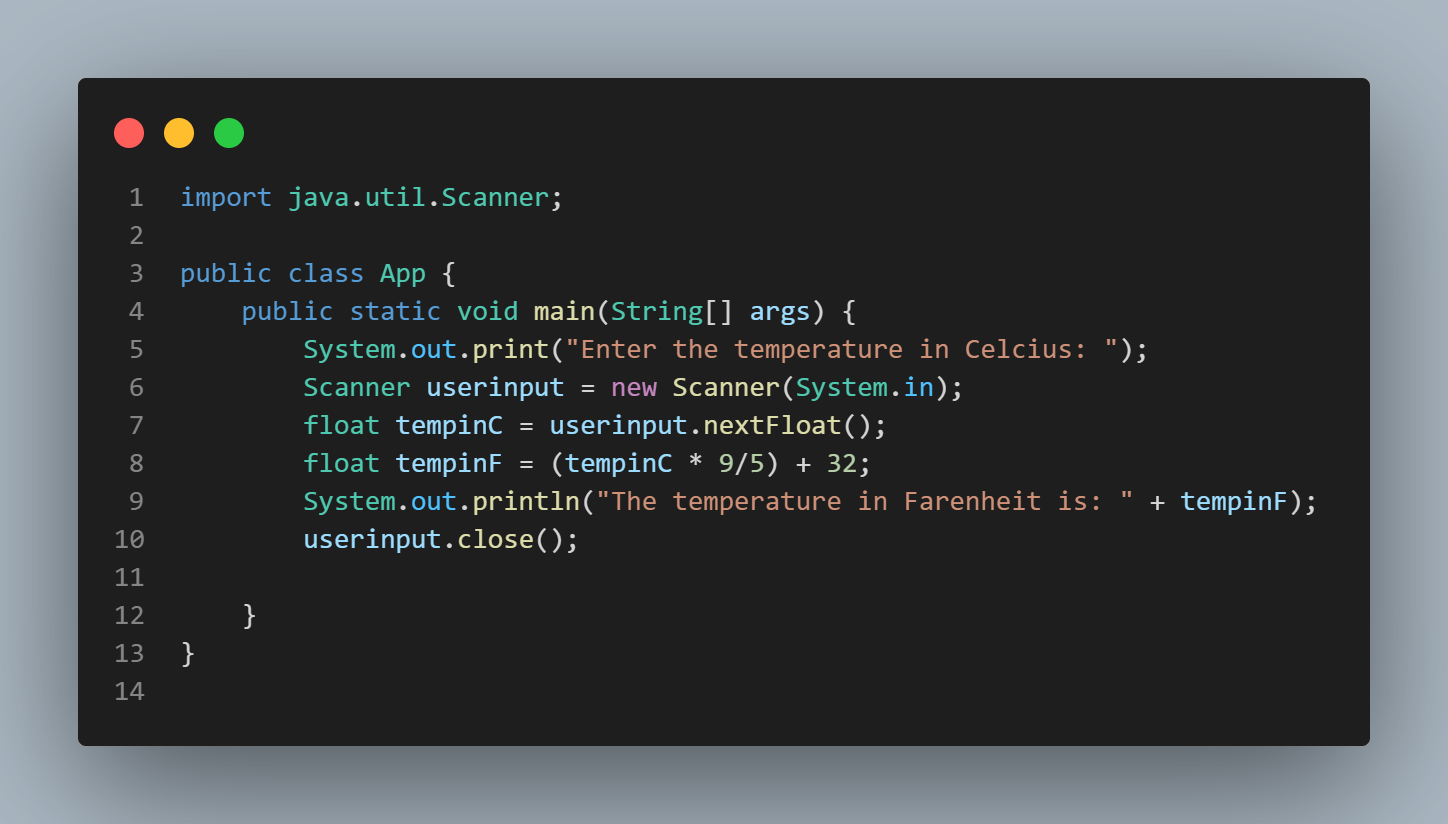 1 import java.util.Scanner;
2
3 public class App {
4     public static void main(String[] args) {
5         System.out.print("Enter the temperature in Celcius: ");
6         Scanner userinput = new Scanner(System.in);
7         float tempinC = userinput.nextFloat();
8         float tempinF = (tempinC * 9/5) + 32;
9         System.out.println("The temperature in Farenheit is: " + tempinF);
10         userinput.close();
11
12     }
13 }
14